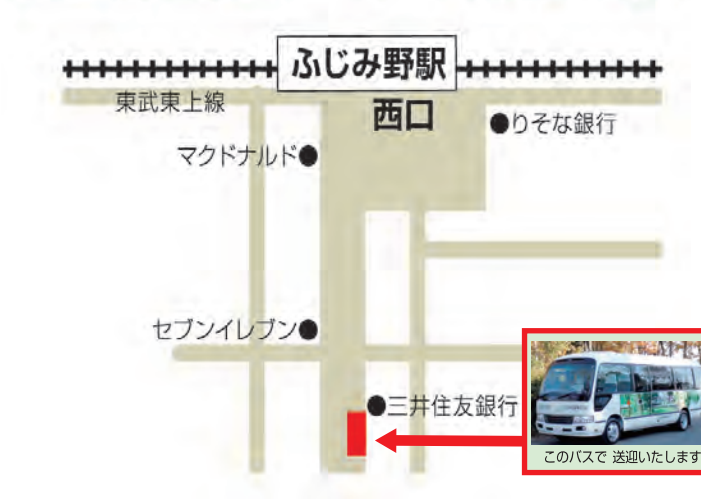 ふじみ野駅
東武東上線
西口
●りそな銀行
マクドナルド●
セブンイレブン●
●三井住友銀行
このバスで 送迎いたします